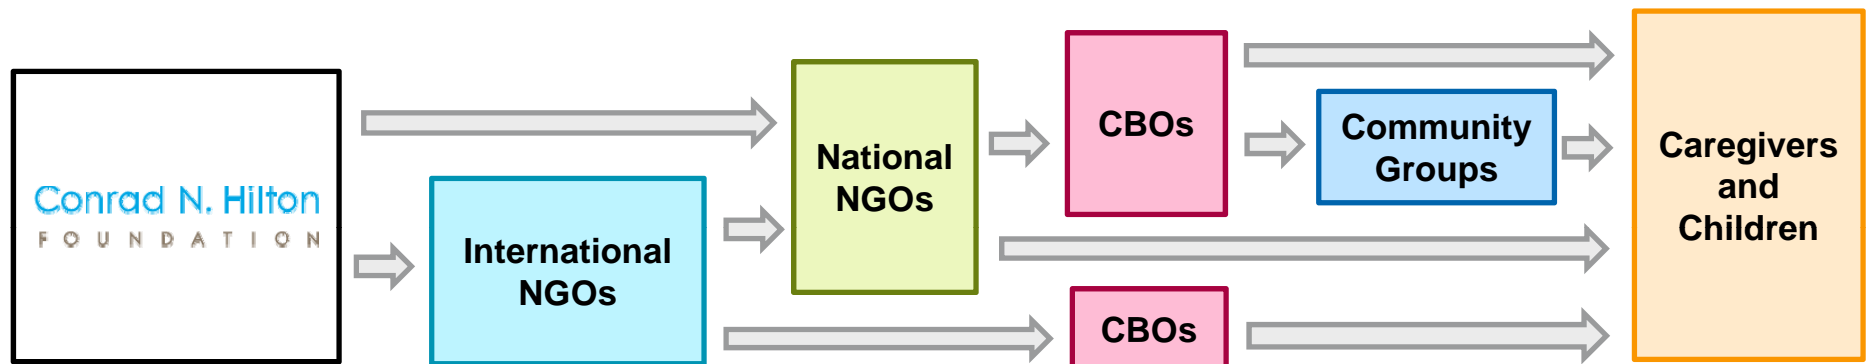 Conrad N. Hilton
FOUNDATION
International
NGOs
National
NGOs
CBOs
Community
Groups
CBOs
Caregivers
and
Children